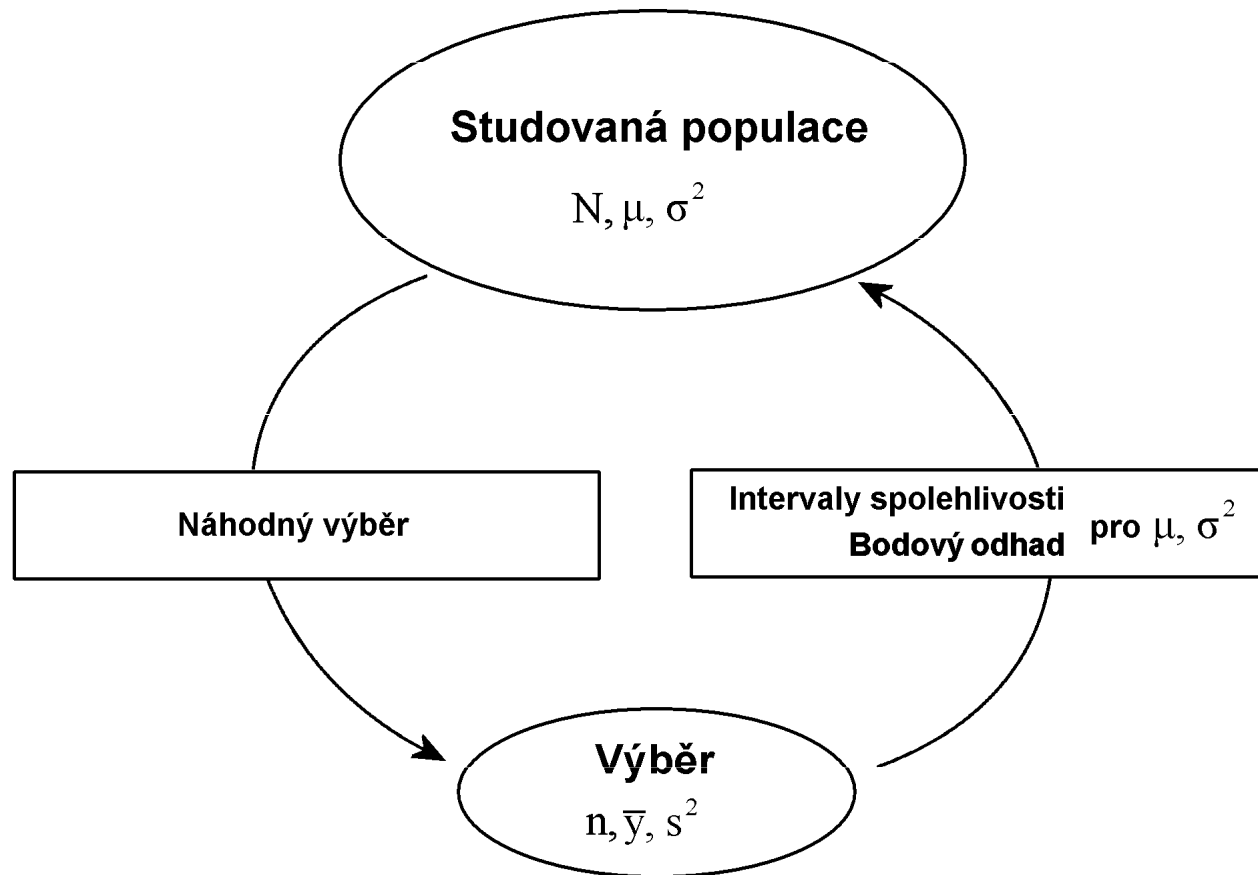 Studovaná populace
N, μ, σ²
Náhodný výběr
Intervaly spolehlivosti
Bodový odhad
pro μ, σ²
Výběr
n, y̅, s²